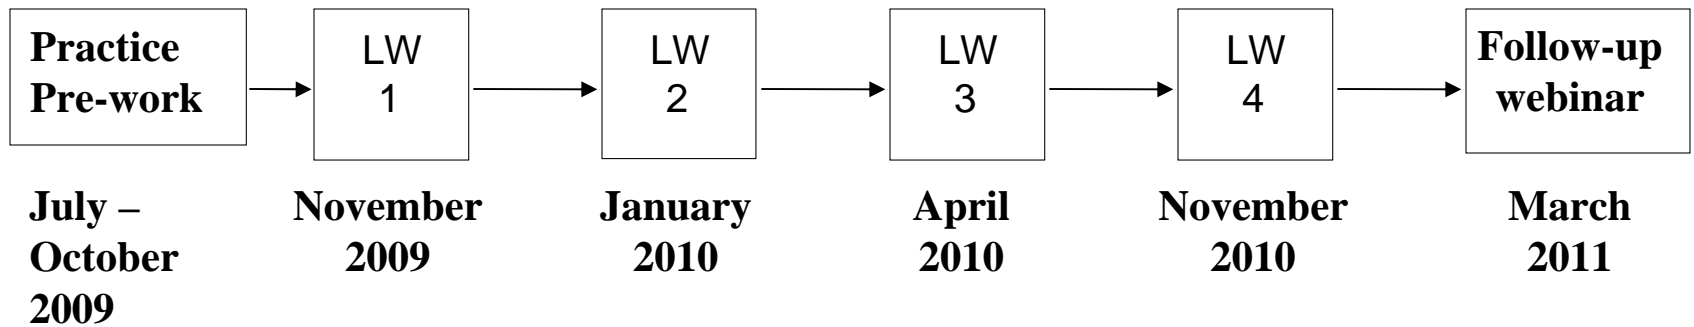 Practice
Pre-work
LW
1
LW
2
LW
3
LW
4
Follow-up
webinar
July –
October
2009
November
2009
January
2010
April
2010
November
2010
March
2011